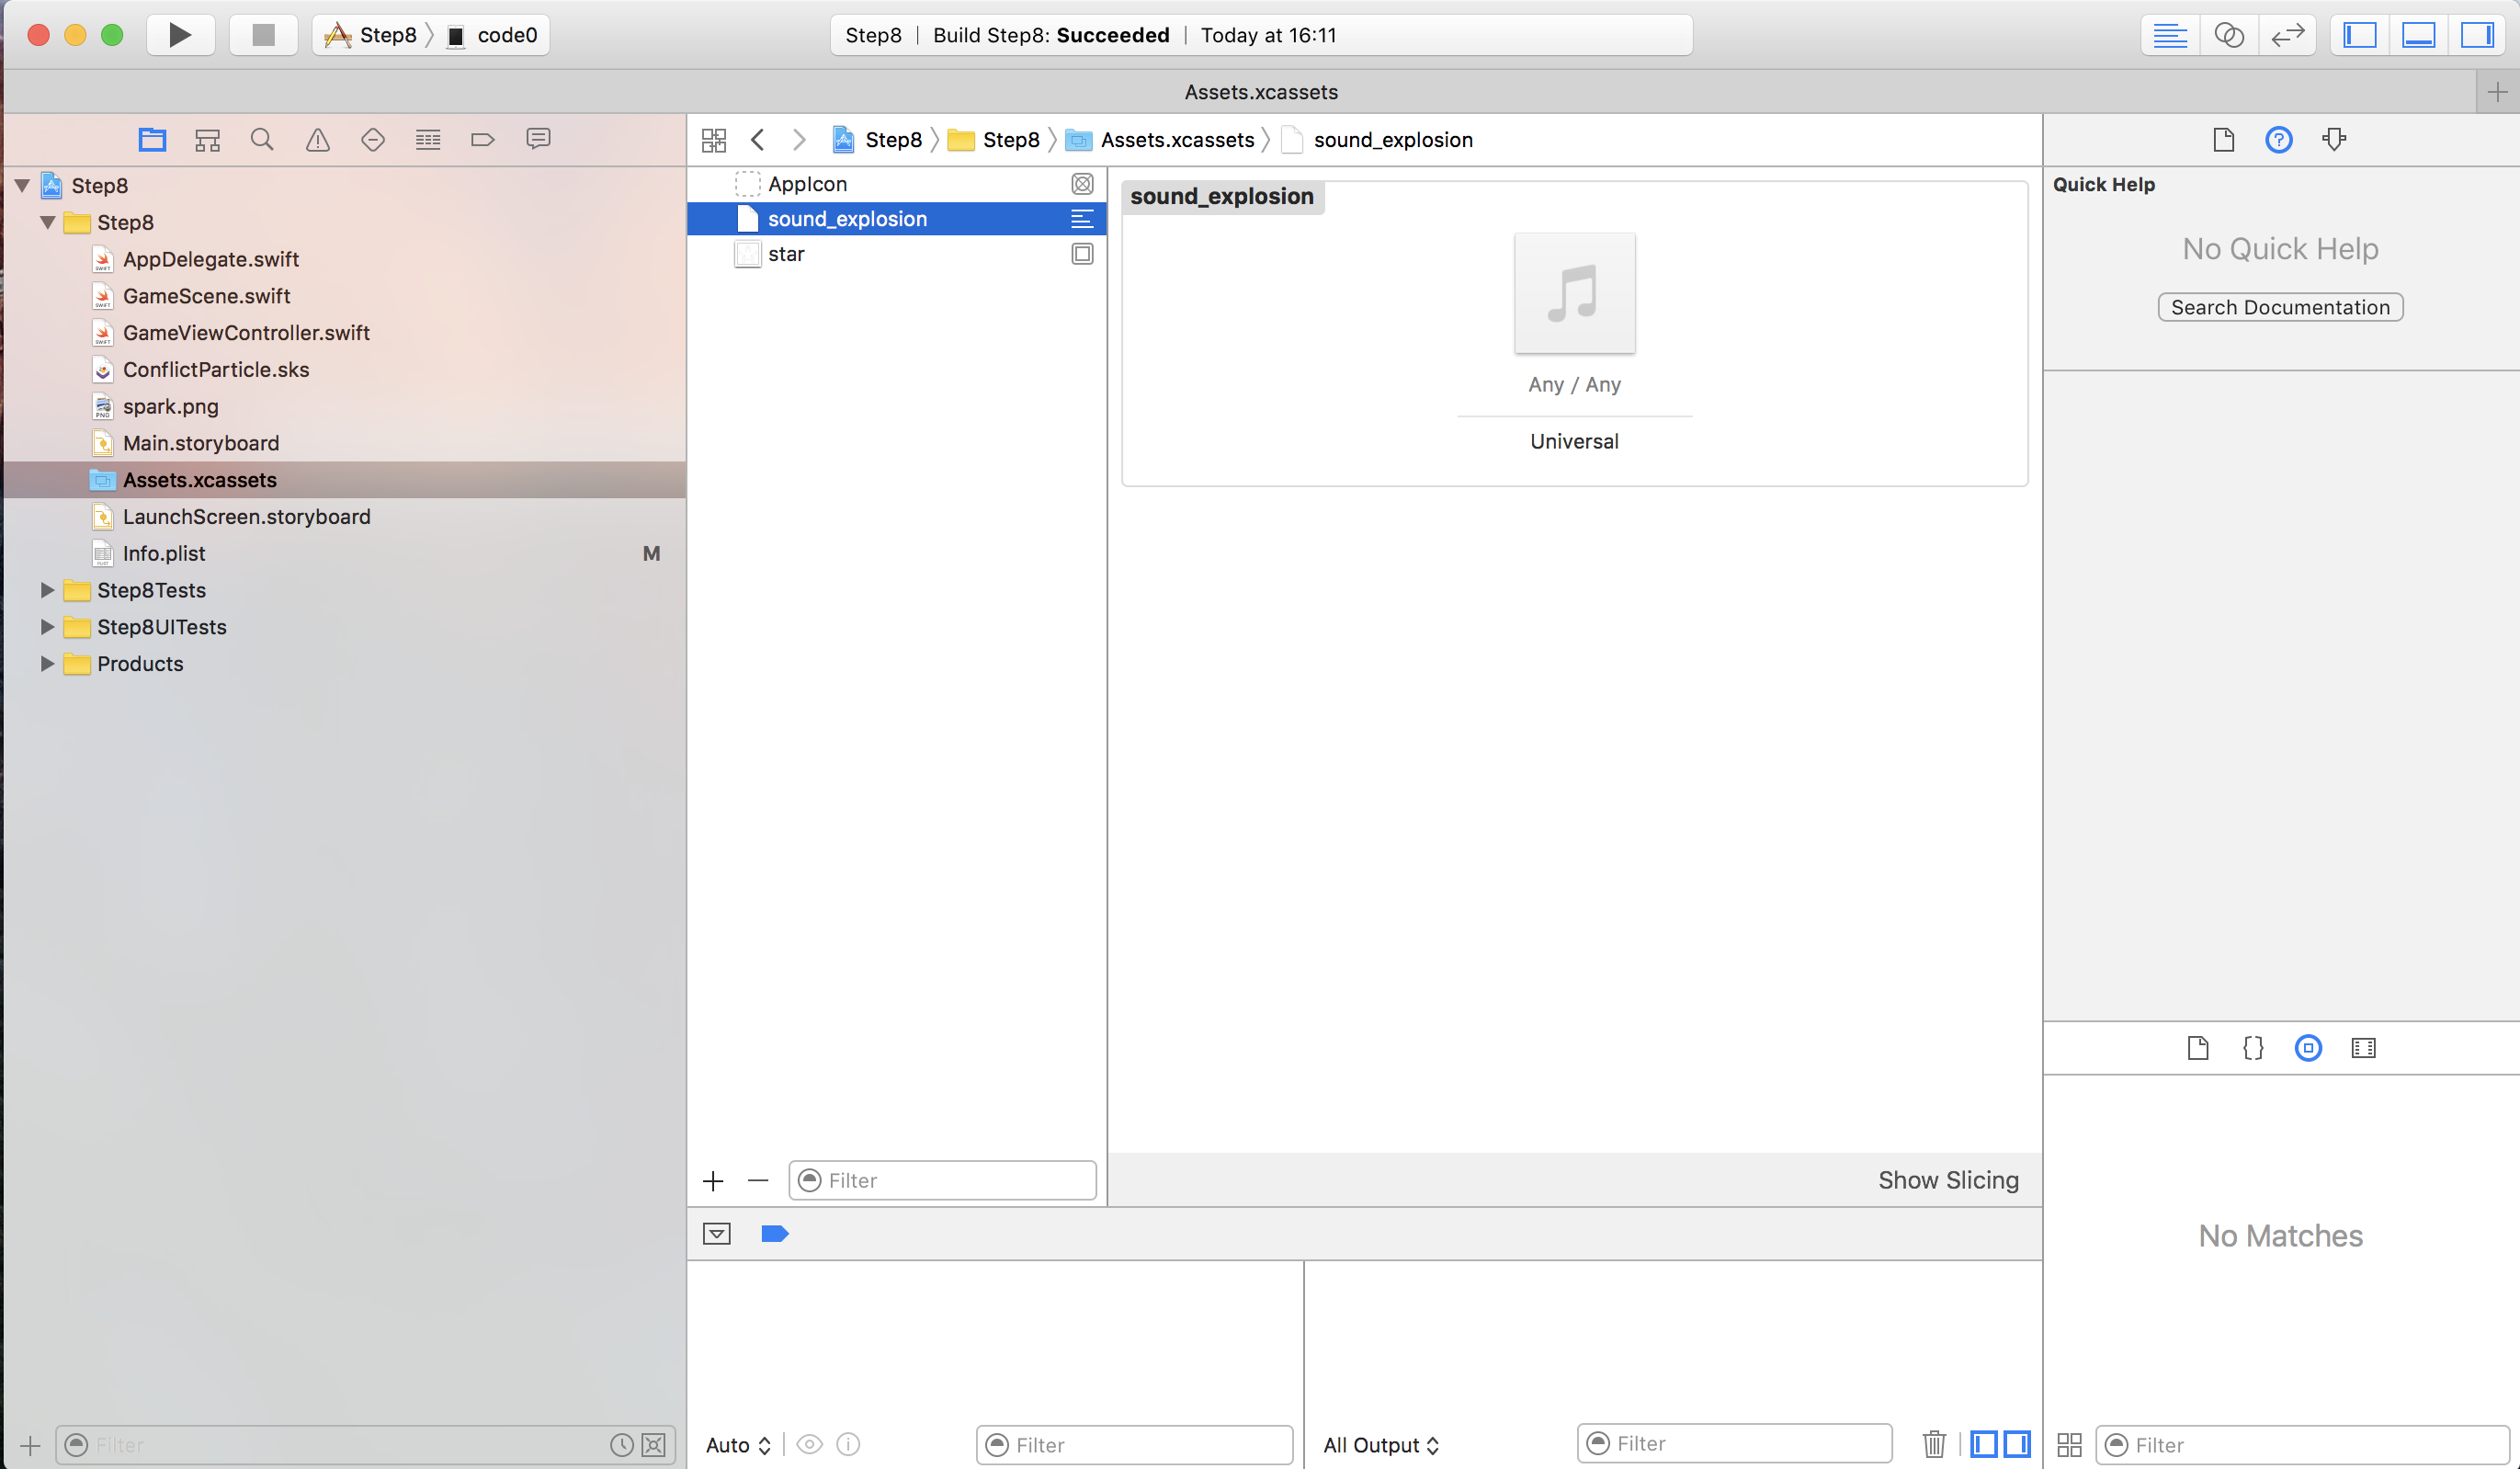 Step8 code0
Step8 | Build Step8: Succeeded | Today at 16:11
Assets.xcassets
Step8
Step8
AppDelegate.swift
GameScene.swift
GameViewController.swift
ConflictParticle.sks
spark.png
Main.storyboard
Assets.xcassets
LaunchScreen.storyboard
Info.plist M
Step8Tests
Step8UITests
Products
Filter
Step8 Step8 Assets.xcassets sound_explosion
AppIcon
sound_explosion
star
Filter
sound_explosion
Any / Any
Universal
Show Slicing
Auto
Filter
All Output
Filter
Quick Help
No Quick Help
Search Documentation
No Matches
Filter